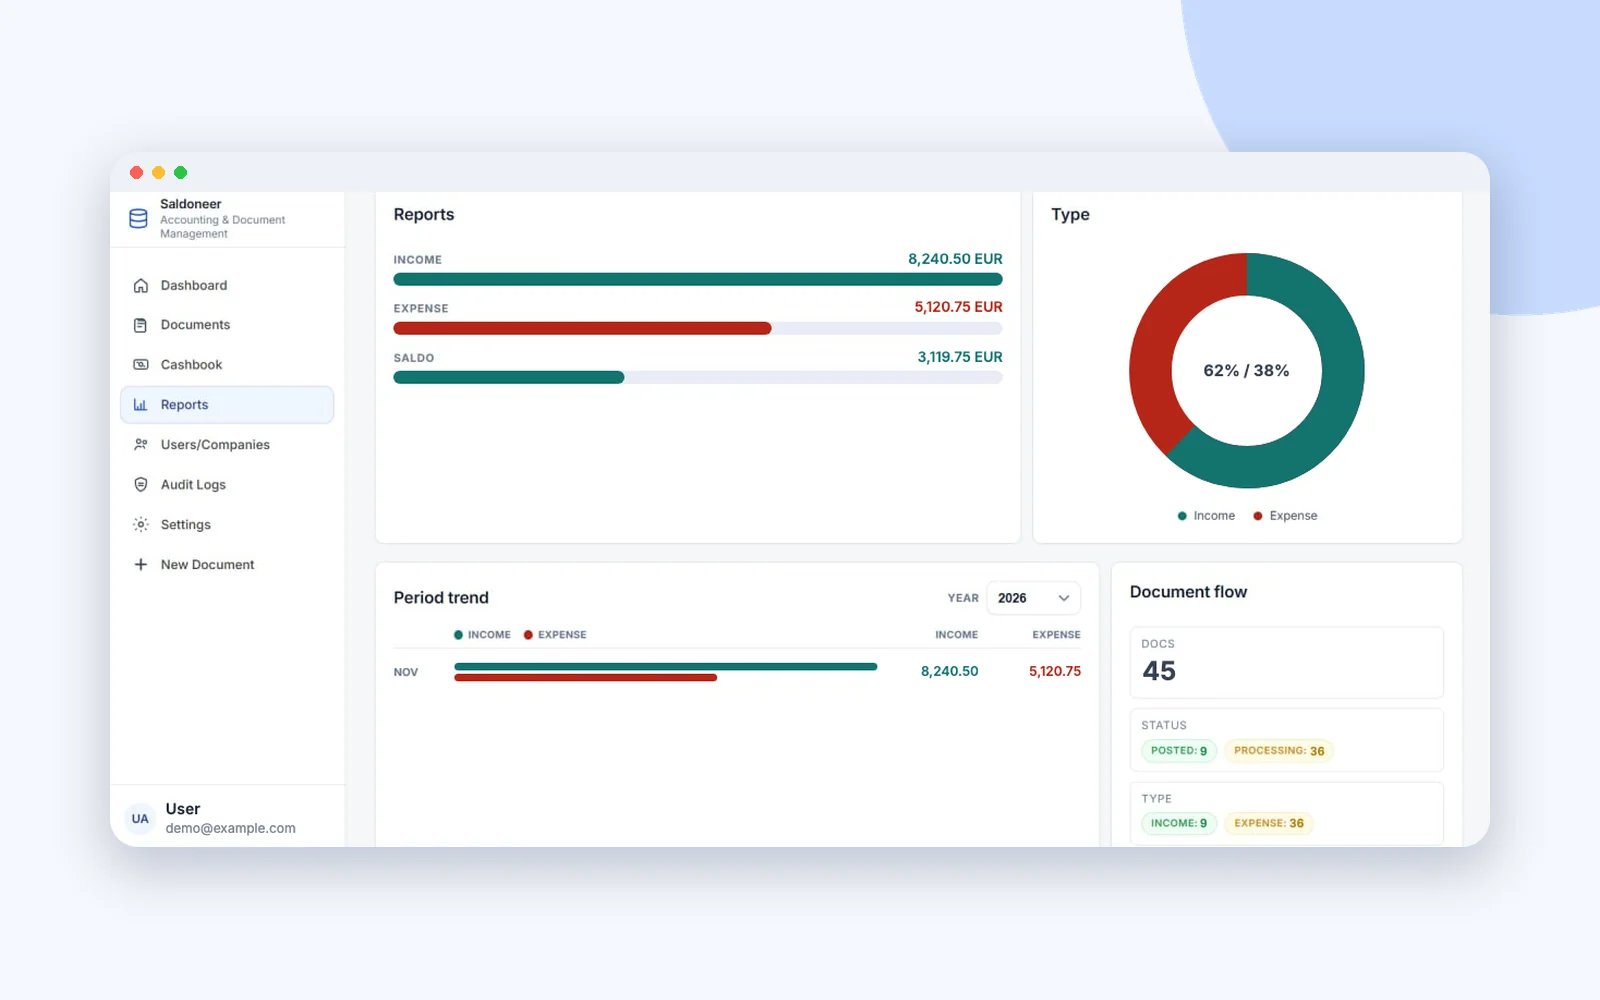 Saldoneer
Accounting & Document
Management
Dashboard
Documents
Cashbook
Reports
Users/Companies
Audit Logs
Settings
New Document
UA
User
demo@example.com
Reports
INCOME 8,240.50 EUR
EXPENSE 5,120.75 EUR
SALDO 3,119.75 EUR
Type
62% / 38%
Income Expense
Period trend
YEAR 2026
INCOME EXPENSE INCOME EXPENSE
NOV 8,240.50 5,120.75
Document flow
DOCS
45
STATUS
POSTED: 9 PROCESSING: 36
TYPE
INCOME: 9 EXPENSE: 36